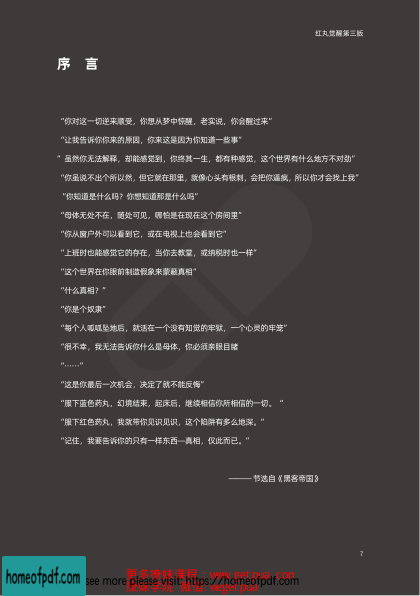 红丸觉醒第三版
序 言
“你对这一切逆来顺受，你想从梦中惊醒，老实说，你会醒过来”
“让我告诉你你来的原因，你来这是因为你知道一些事”
“ 虽然你无法解释，却能感觉到，你终其一生，都有种感觉，这个世界有什么地方不对劲”
“你虽说不出个所以然，但它就在那里，就像心头有根刺，会把你逼疯，所以你才会找上我”
“你知道是什么吗？你想知道那是什么吗”
“母体无处不在，随处可见，哪怕是在现在这个房间里”
“你从窗户外可以看到它，或在电视上也会看到它”
“上班时也能感觉它的存在，当你去教堂，或纳税时也一样”
“这个世界在你眼前制造假象来蒙蔽真相”
“什么真相？”
“你是个奴隶”
“每个人呱呱坠地后，就活在一个没有知觉的牢狱，一个心灵的牢笼”
“很不幸，我无法告诉你什么是母体，你必须亲眼目睹
“……”
“这是你最后一次机会，决定了就不能反悔”
“服下蓝色药丸，幻境结束，起床后，继续相信你所相信的一切。 ”
“服下红色药丸，我就带你见识见识，这个陷阱有多么地深。”
“记住，我要告诉你的只有一样东西—真相，仅此而已。”
——— 节选自《黑客帝国》
7
homeofpdf.com
see more please visit: https://homeofpdf.com